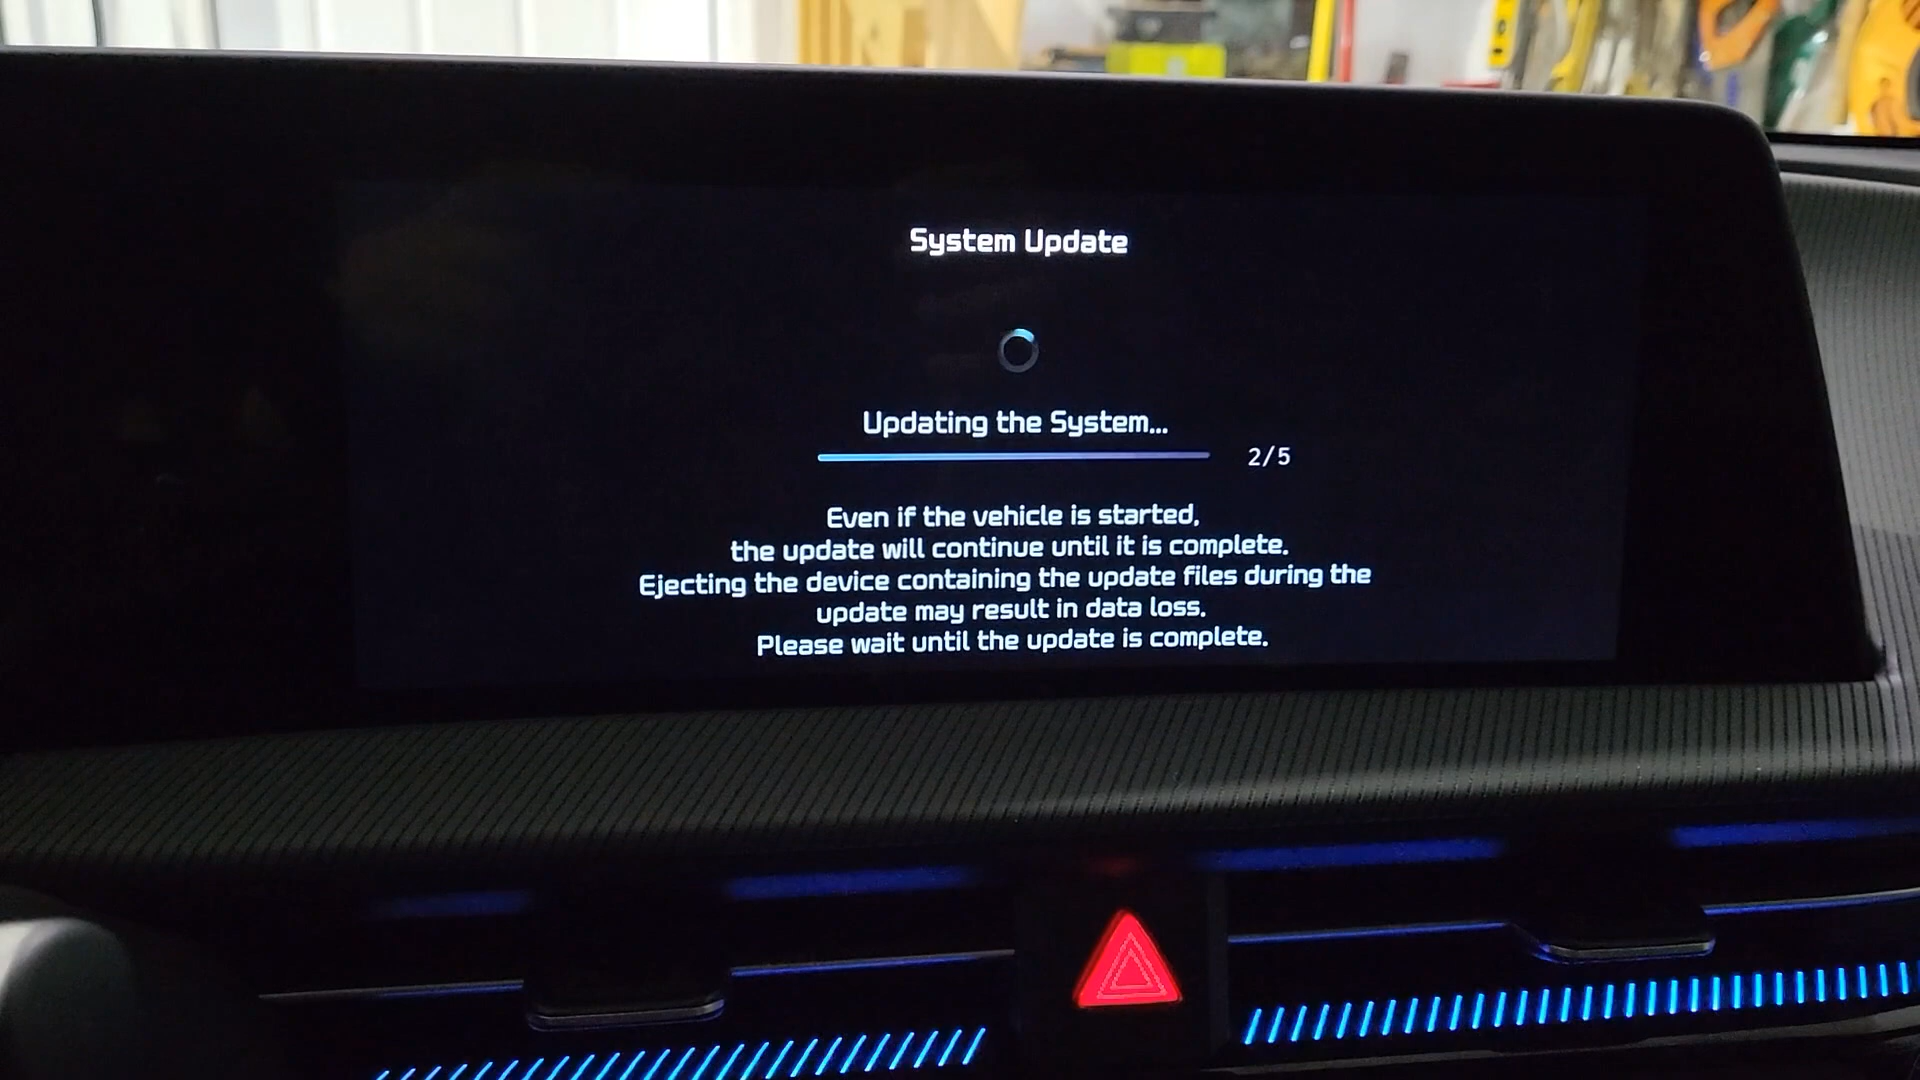 System Update
Updating the System...
2/5
Even if the vehicle is started,
the update will continue until it is complete.
Ejecting the device containing the update files during the
update may result in data loss.
Please wait until the update is complete.